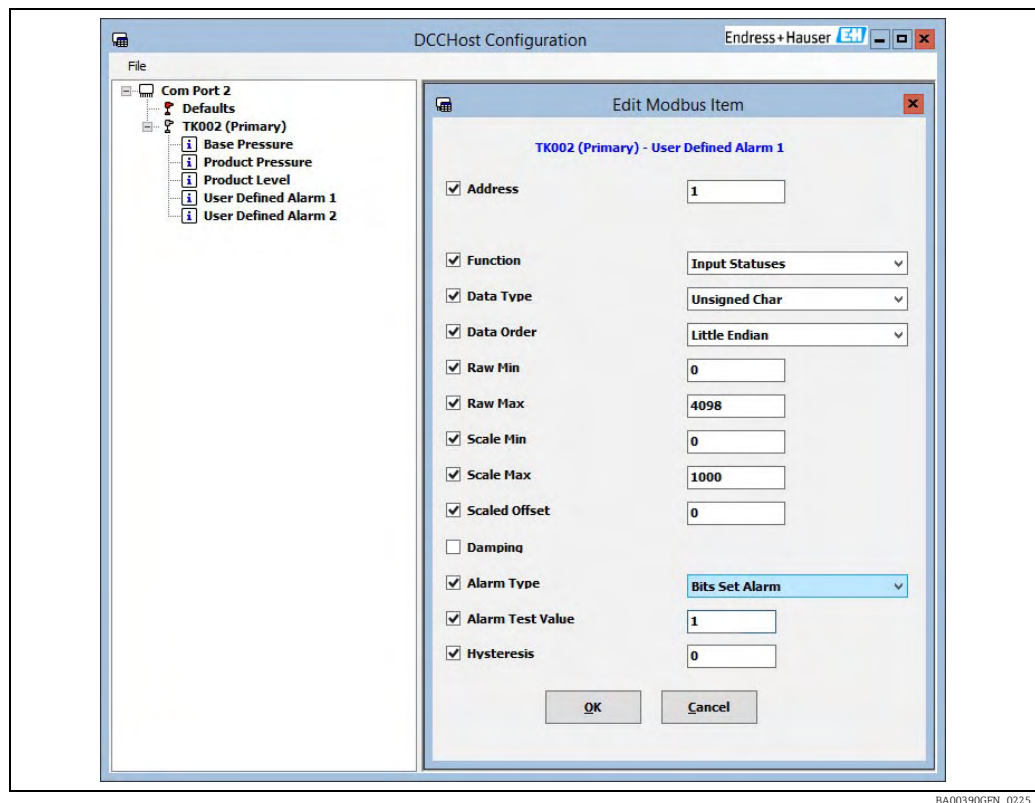 DCCHost Configuration
Endress+Hauser EH
File
Com Port 2
Defaults
TK002 (Primary)
Base Pressure
Product Pressure
Product Level
User Defined Alarm 1
User Defined Alarm 2
Edit Modbus Item
TK002 (Primary) - User Defined Alarm 1
Address 1
Function Input Statuses
Data Type Unsigned Char
Data Order Little Endian
Raw Min 0
Raw Max 4098
Scale Min 0
Scale Max 1000
Scaled Offset 0
Damping
Alarm Type Bits Set Alarm
Alarm Test Value 1
Hysteresis 0
OK Cancel
BA00390GEN_0225